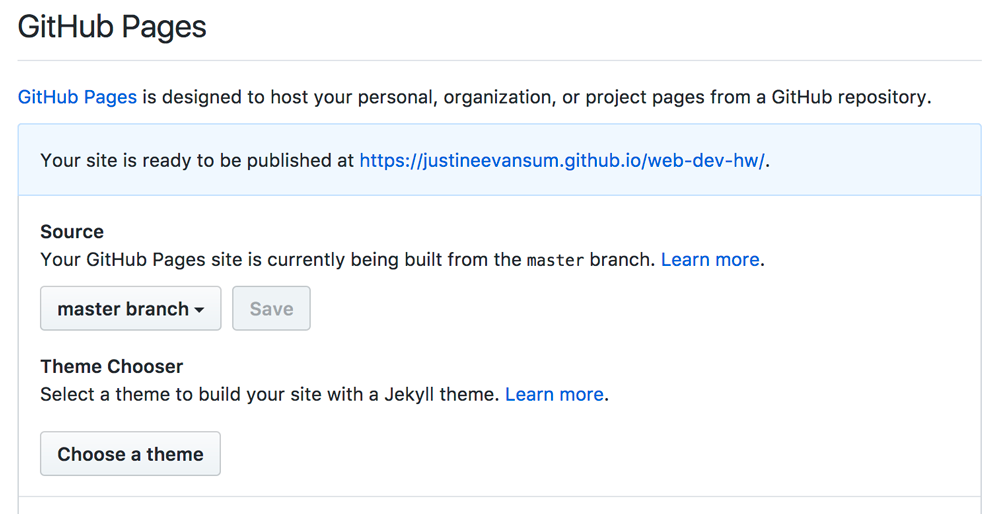 GitHub Pages
GitHub Pages is designed to host your personal, organization, or project pages from a GitHub repository.
Your site is ready to be published at https://justineevansum.github.io/web-dev-hw/.
Source
Your GitHub Pages site is currently being built from the master branch. Learn more.
master branch Save
Theme Chooser
Select a theme to build your site with a Jekyll theme. Learn more.
Choose a theme